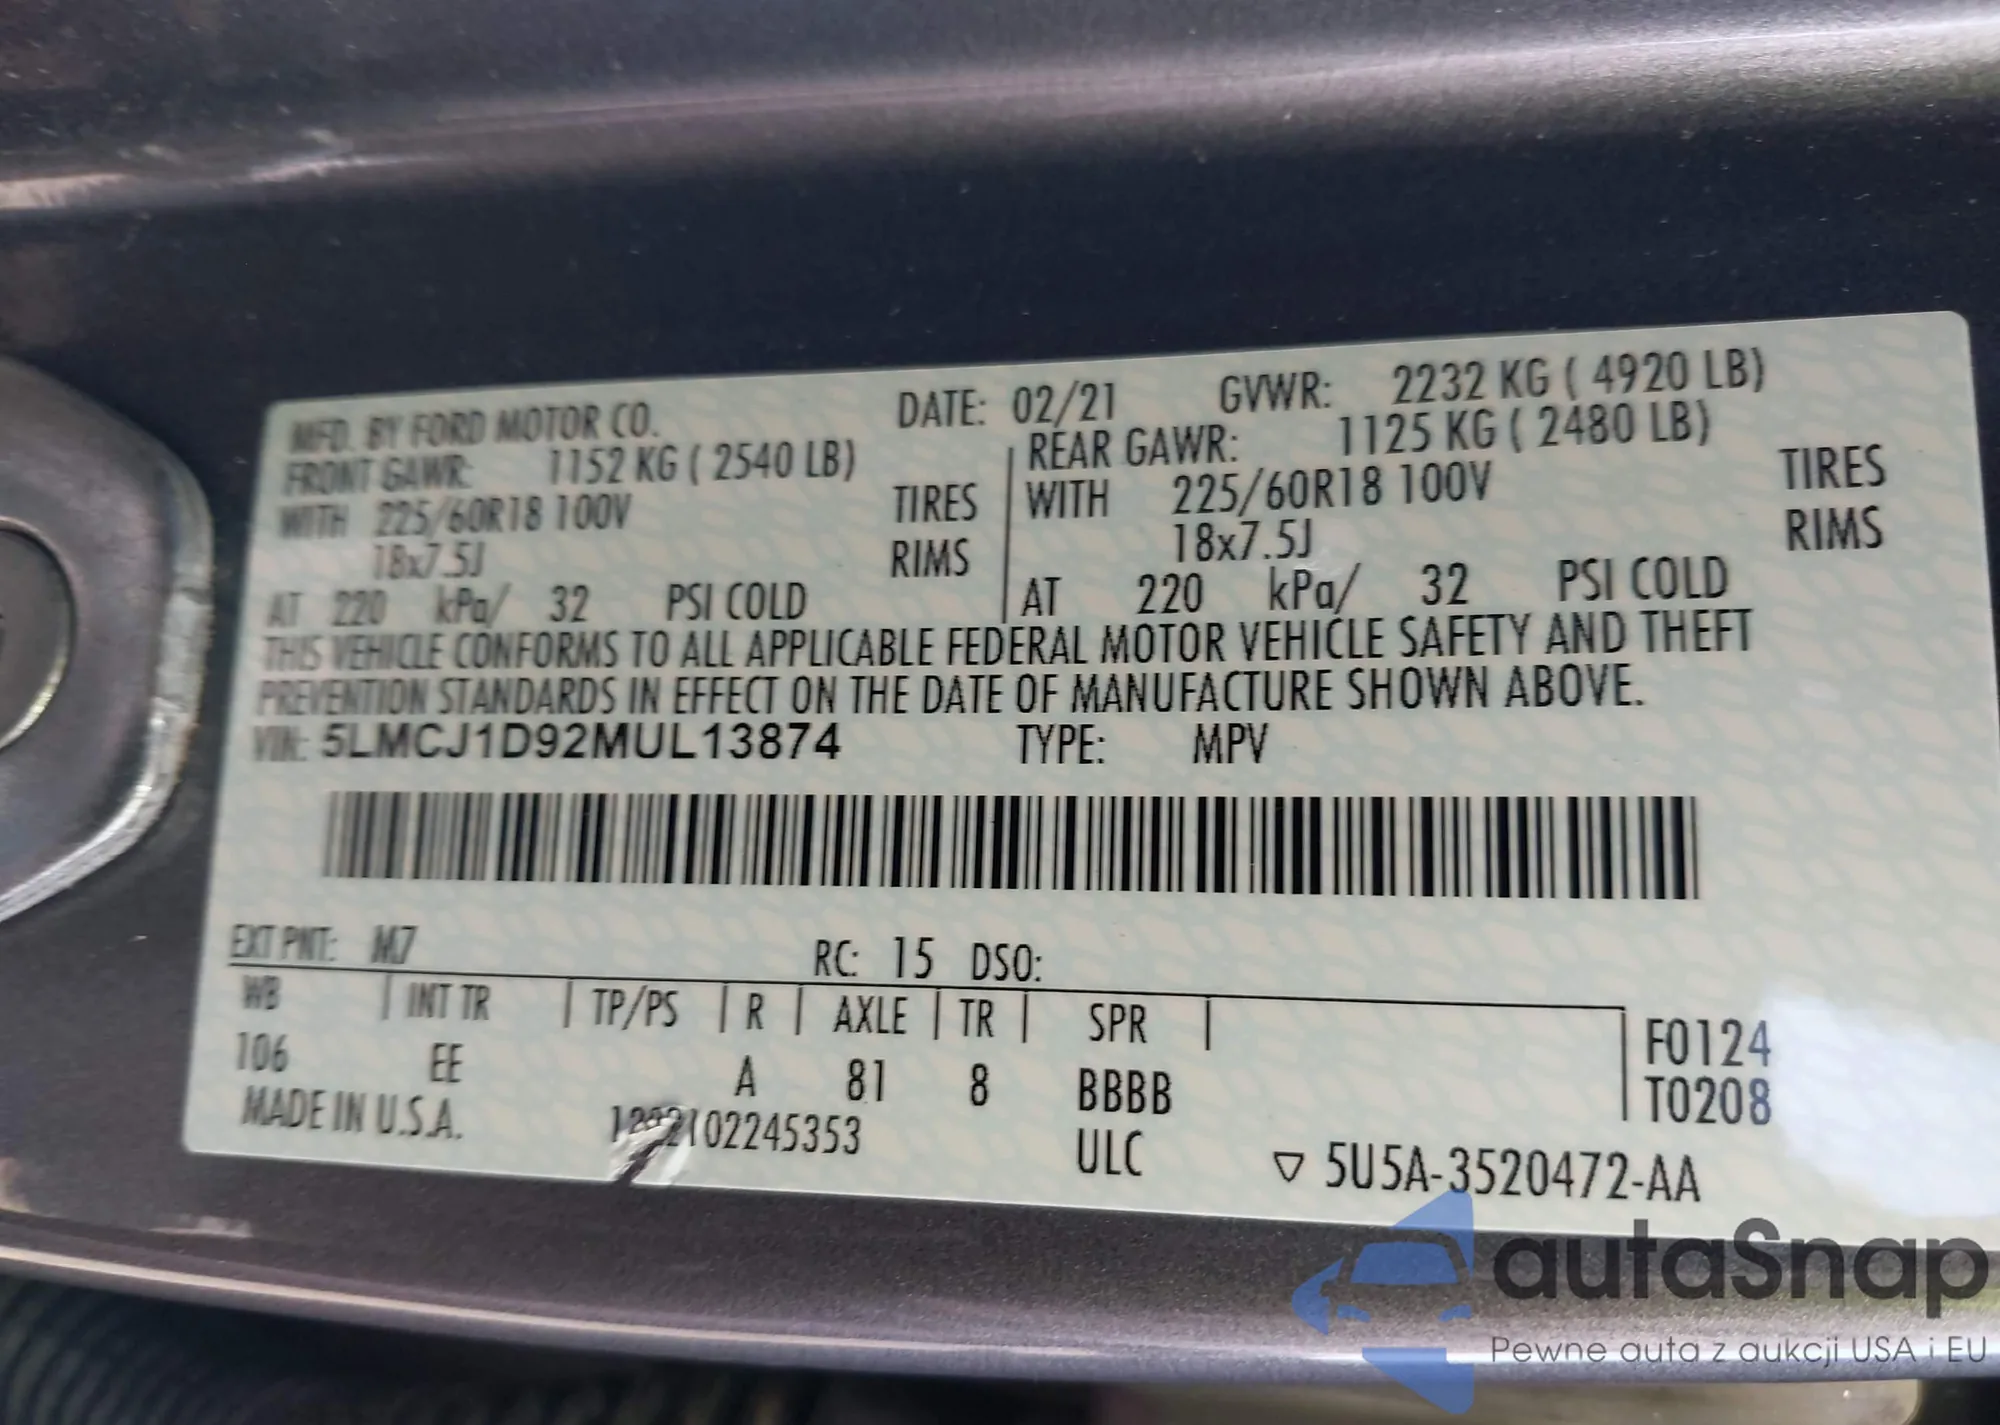 MFD. BY FORD MOTOR CO. DATE: 02/21 GVWR: 2232 KG ( 4920 LB)
FRONT GAWR: 1152 KG ( 2540 LB) REAR GAWR: 1125 KG ( 2480 LB)
WITH 225/60R18 100V TIRES WITH 225/60R18 100V TIRES
18x7.5J RIMS 18x7.5J RIMS
AT 220 kPa/ 32 PSI COLD AT 220 kPa/ 32 PSI COLD
THIS VEHICLE CONFORMS TO ALL APPLICABLE FEDERAL MOTOR VEHICLE SAFETY AND THEFT
PREVENTION STANDARDS IN EFFECT ON THE DATE OF MANUFACTURE SHOWN ABOVE.
VIN: 5LMCJ1D92MUL13874 TYPE: MPV
EXT PNT: M7 RC: 15 DSO:
WB INT TR TP/PS R AXLE TR SPR F0124
106 EE A 81 8 BBBB T0208
MADE IN U.S.A. ULC ▽ 5U5A-3520472-AA
autaSnap
Pewne auta z aukcji USA i EU